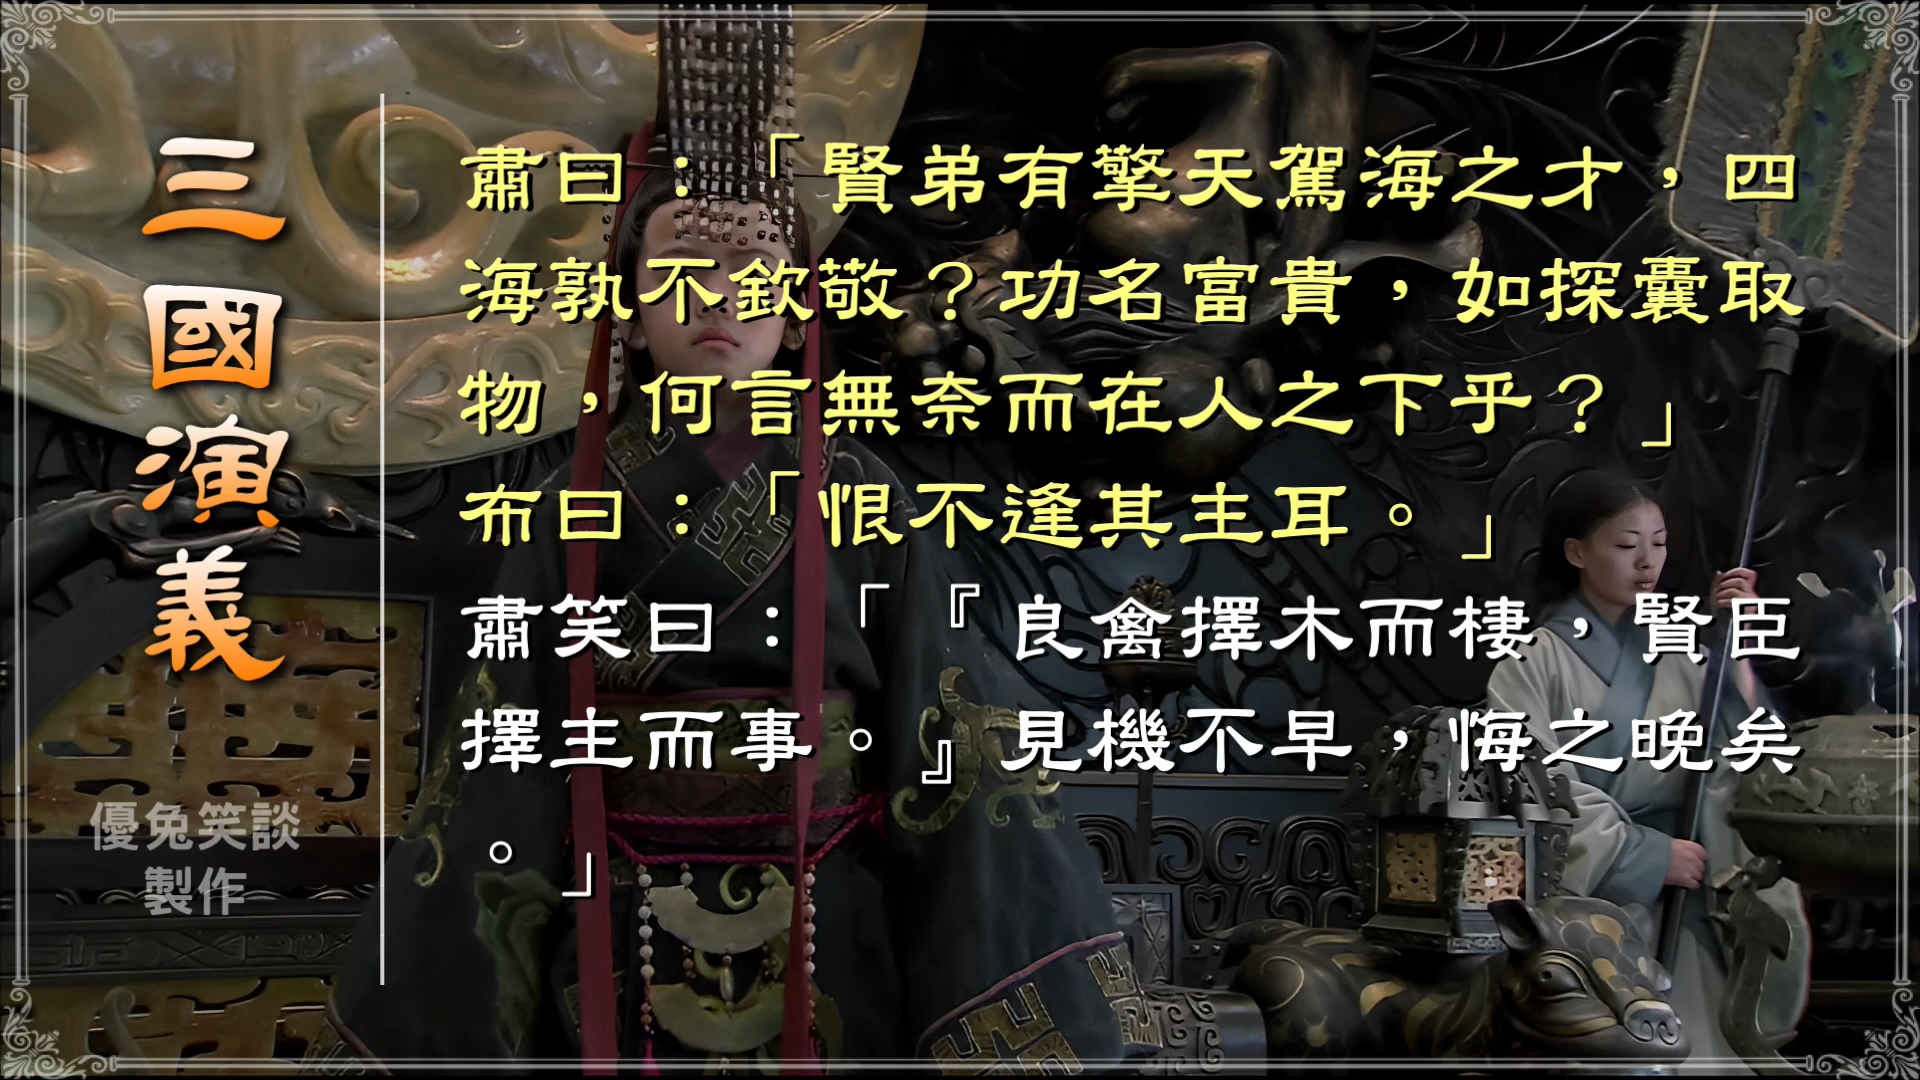 三國演義
優兔笑談
製作
肅曰：「賢弟有擎天駕海之才，四
海孰不欽敬？功名富貴，如探囊取
物，何言無奈而在人之下乎？」
布曰：「恨不逢其主耳。」
肅笑曰：「『良禽擇木而棲，賢臣
擇主而事。』見機不早，悔之晚矣
。」